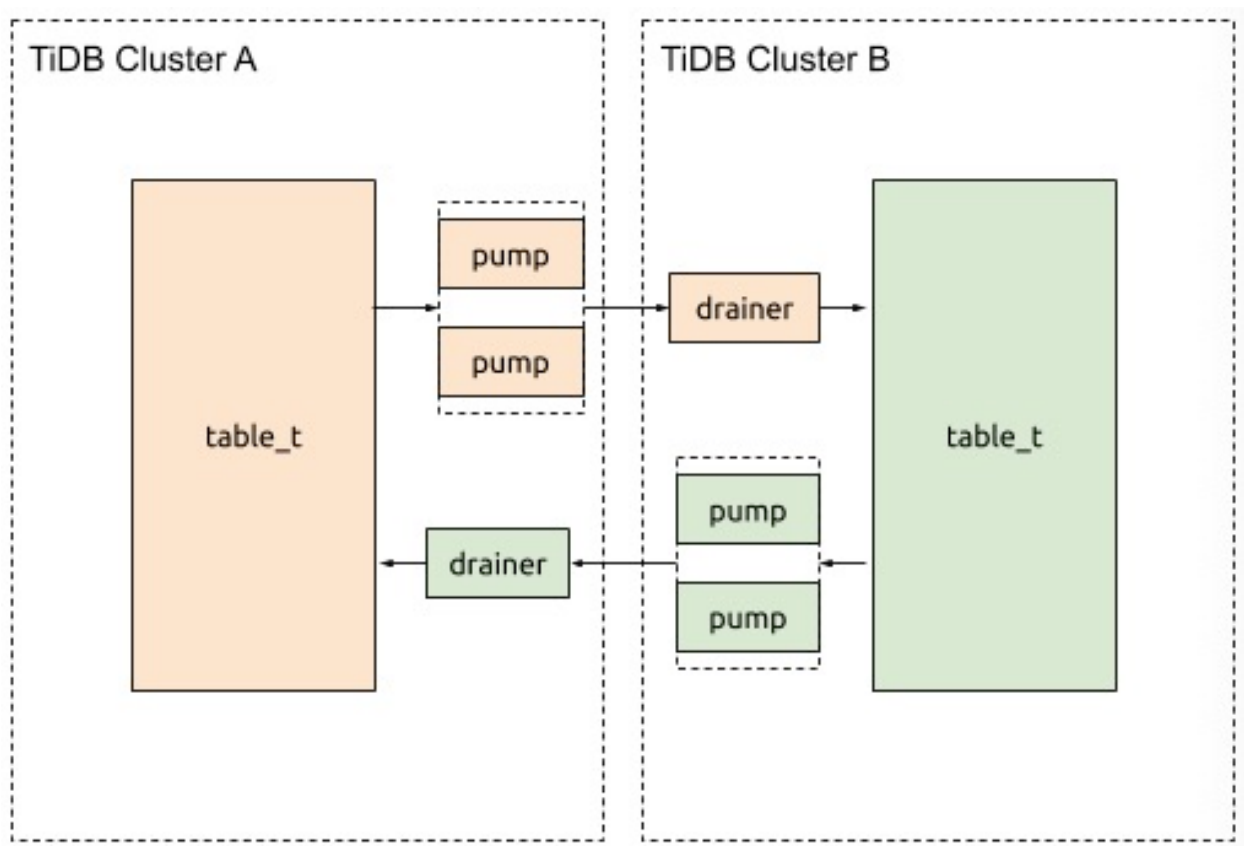 TiDB Cluster A
TiDB Cluster B
pump
pump
drainer
table_t
table_t
pump
drainer
pump